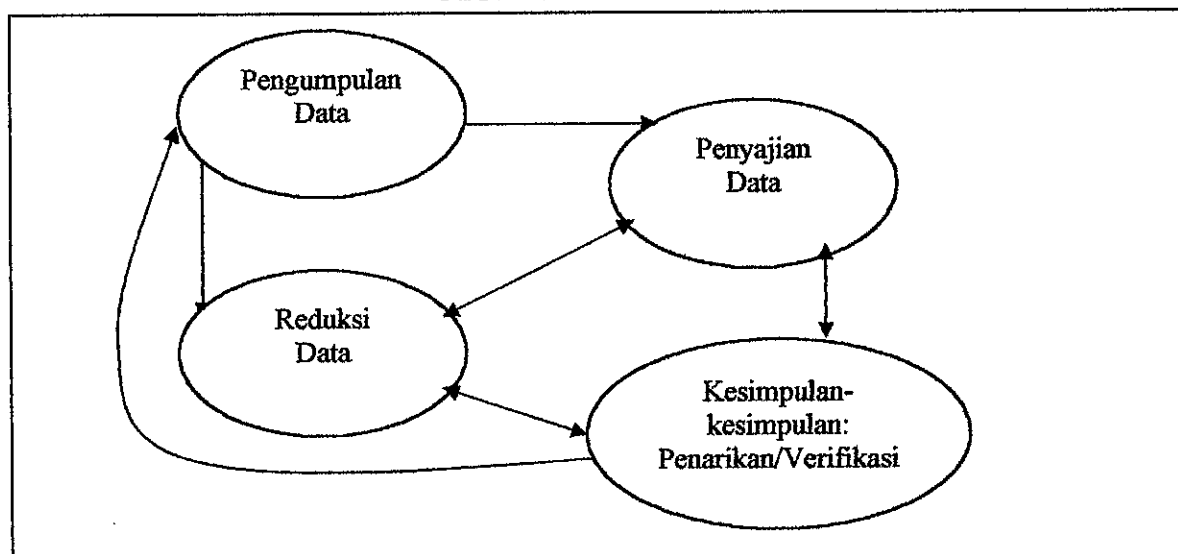 Pengumpulan
Data
Penyajian
Data
Reduksi
Data
Kesimpulan-
kesimpulan:
Penarikan/Verifikasi